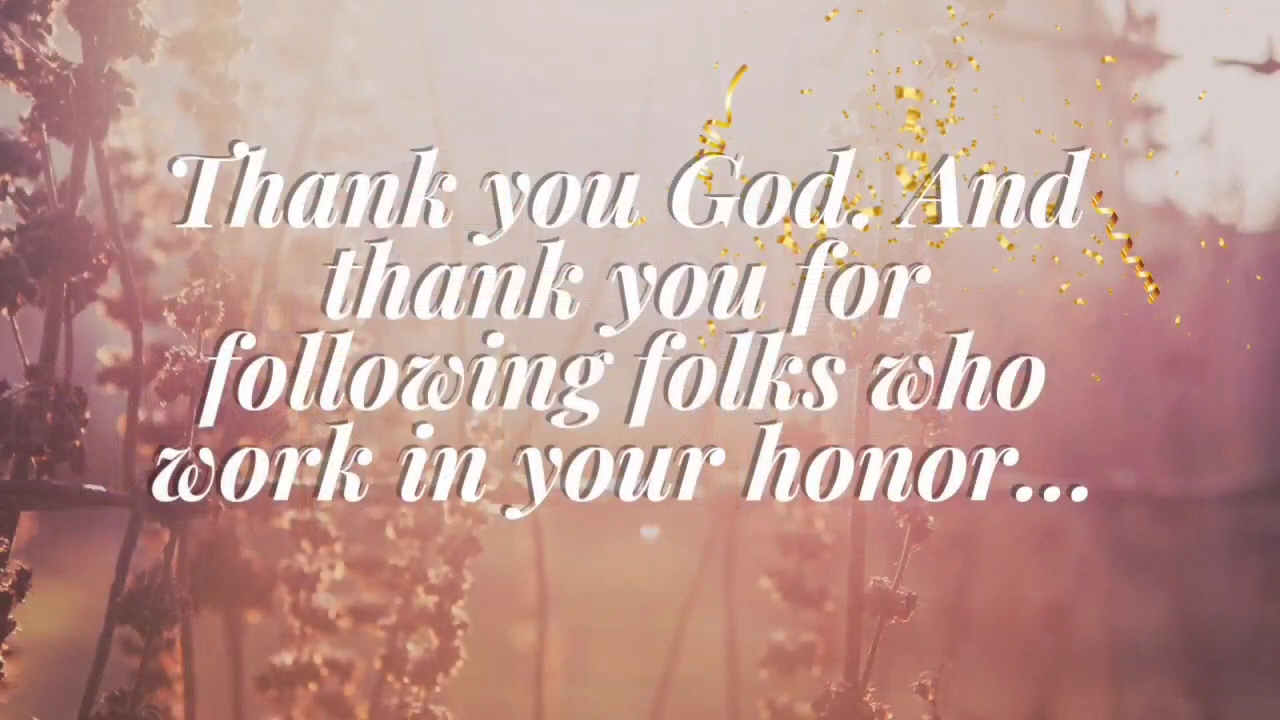 Thank you God. And
thank you for
following folks who
work in your honor...